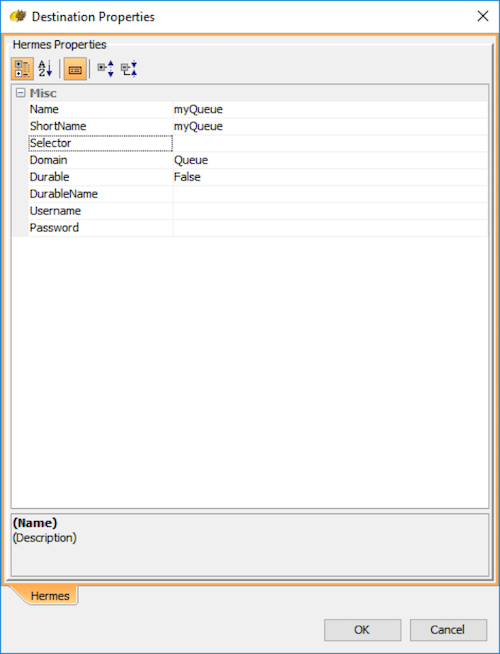 Destination Properties
Hermes Properties
Misc
Name myQueue
ShortName myQueue
Selector
Domain Queue
Durable False
DurableName
Username
Password
(Name)
(Description)
Hermes
OK Cancel